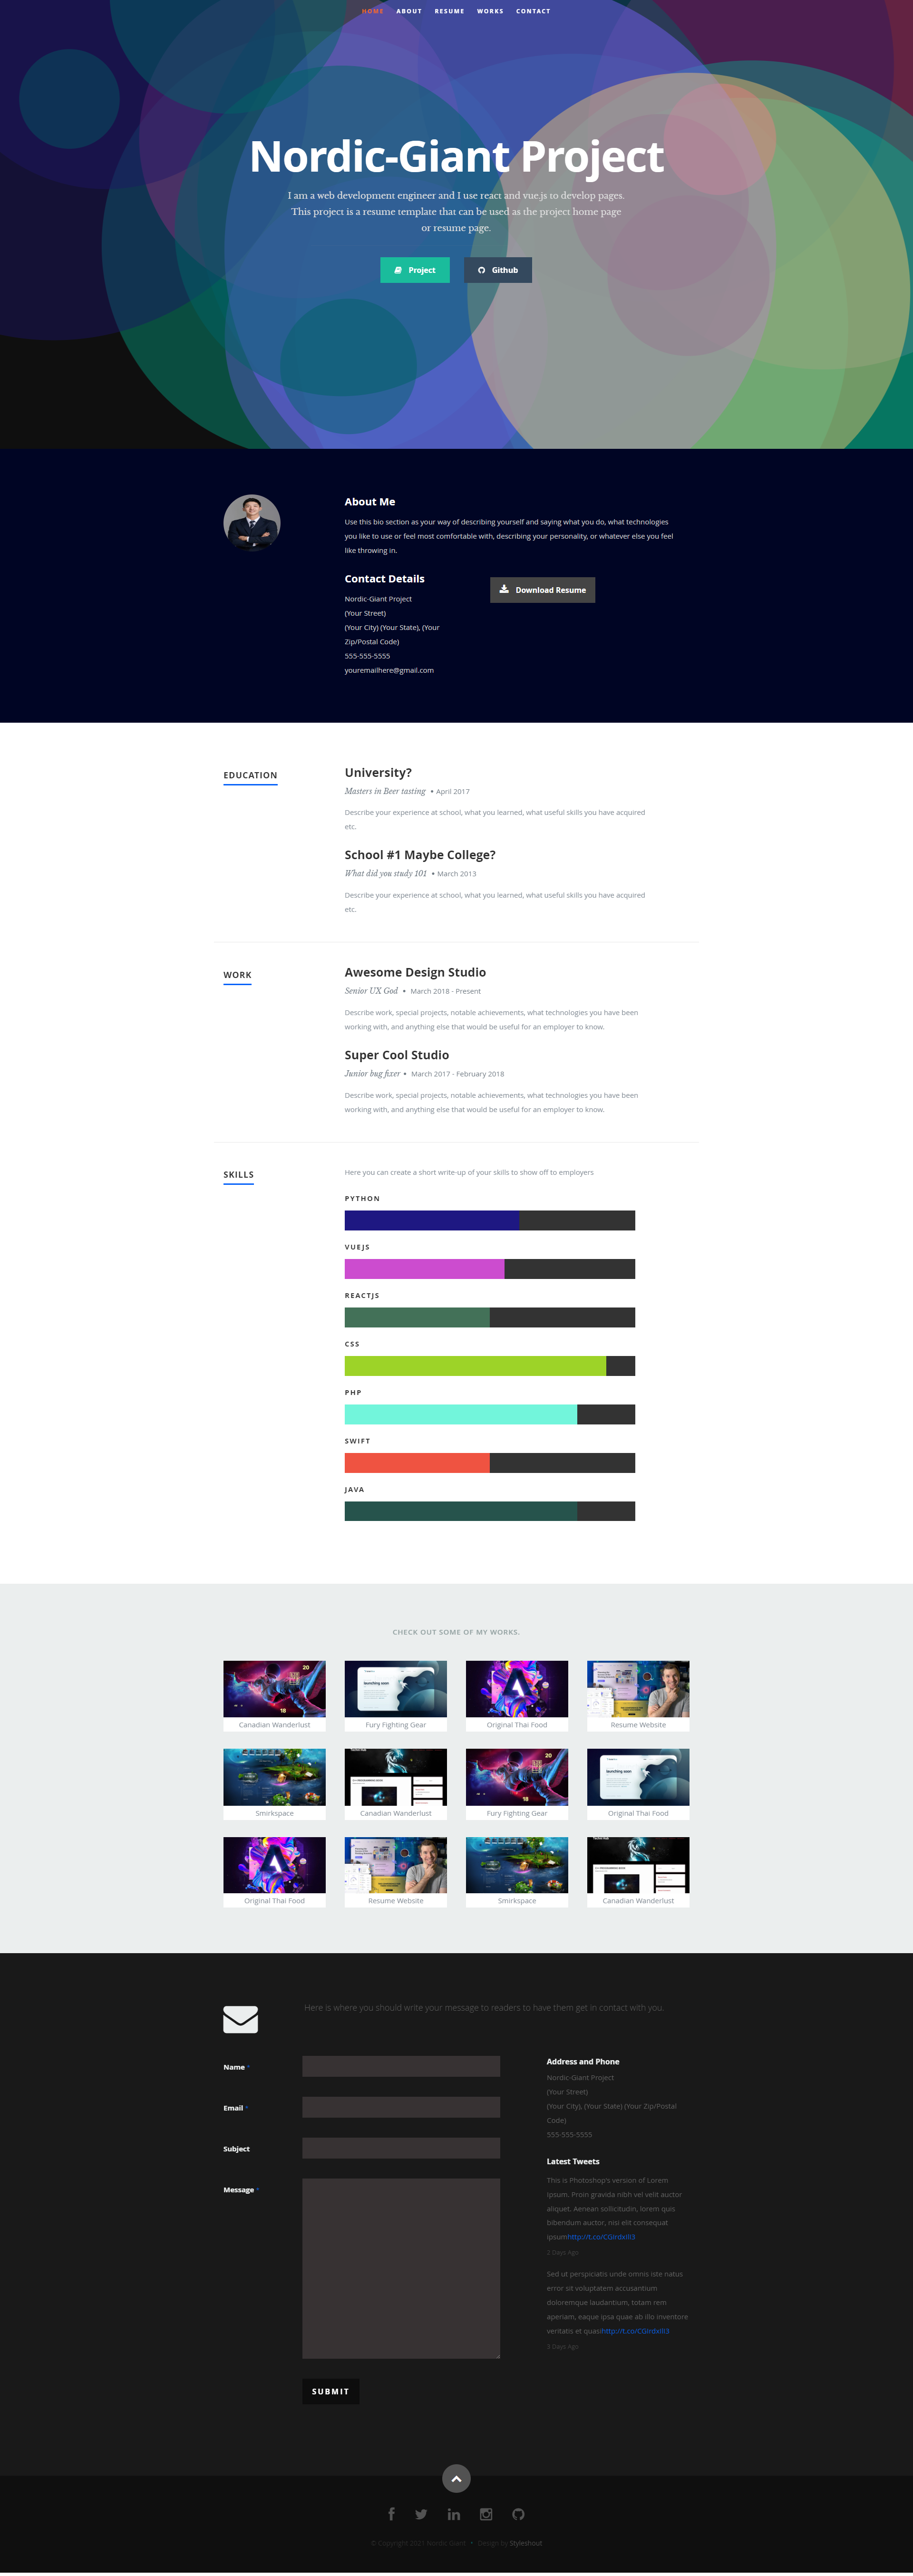 HOME ABOUT RESUME WORKS CONTACT
Nordic-Giant Project
I am a web development engineer and I use react and vue.js to develop pages.
This project is a resume template that can be used as the project home page
or resume page.
Project
Github
About Me
Use this bio section as your way of describing yourself and saying what you do, what technologies
you like to use or feel most comfortable with, describing your personality, or whatever else you feel
like throwing in.
Contact Details
Nordic-Giant Project
(Your Street)
(Your City) (Your State), (Your
Zip/Postal Code)
555-555-5555
youremailhere@gmail.com
Download Resume
EDUCATION
University?
Masters in Beer tasting • April 2017
Describe your experience at school, what you learned, what useful skills you have acquired
etc.
School #1 Maybe College?
What did you study 101 • March 2013
Describe your experience at school, what you learned, what useful skills you have acquired
etc.
WORK
Awesome Design Studio
Senior UX God • March 2018 - Present
Describe work, special projects, notable achievements, what technologies you have been
working with, and anything else that would be useful for an employer to know.
Super Cool Studio
Junior bug fixer • March 2017 - February 2018
Describe work, special projects, notable achievements, what technologies you have been
working with, and anything else that would be useful for an employer to know.
SKILLS
Here you can create a short write-up of your skills to show off to employers
PYTHON
VUEJS
REACTJS
CSS
PHP
SWIFT
JAVA
CHECK OUT SOME OF MY WORKS.
20
18
launching soon
Canadian Wanderlust
Fury Fighting Gear
Original Thai Food
Resume Website
20
18
launching soon
Smirkspace
Canadian Wanderlust
Fury Fighting Gear
Original Thai Food
Original Thai Food
Resume Website
Smirkspace
Canadian Wanderlust
Here is where you should write your message to readers to have them get in contact with you.
Name *
Email *
Subject
Message *
SUBMIT
Address and Phone
Nordic-Giant Project
(Your Street)
(Your City), (Your State) (Your Zip/Postal
Code)
555-555-5555
Latest Tweets
This is Photoshop's version of Lorem
Ipsum. Proin gravida nibh vel velit auctor
aliquet. Aenean sollicitudin, lorem quis
bibendum auctor, nisi elit consequat
ipsumhttp://t.co/CGIrdxIlI3
2 Days Ago
Sed ut perspiciatis unde omnis iste natus
error sit voluptatem accusantium
doloremque laudantium, totam rem
aperiam, eaque ipsa quae ab illo inventore
veritatis et quasihttp://t.co/CGIrdxIlI3
3 Days Ago
© Copyright 2021 Nordic Giant • Design by Styleshout